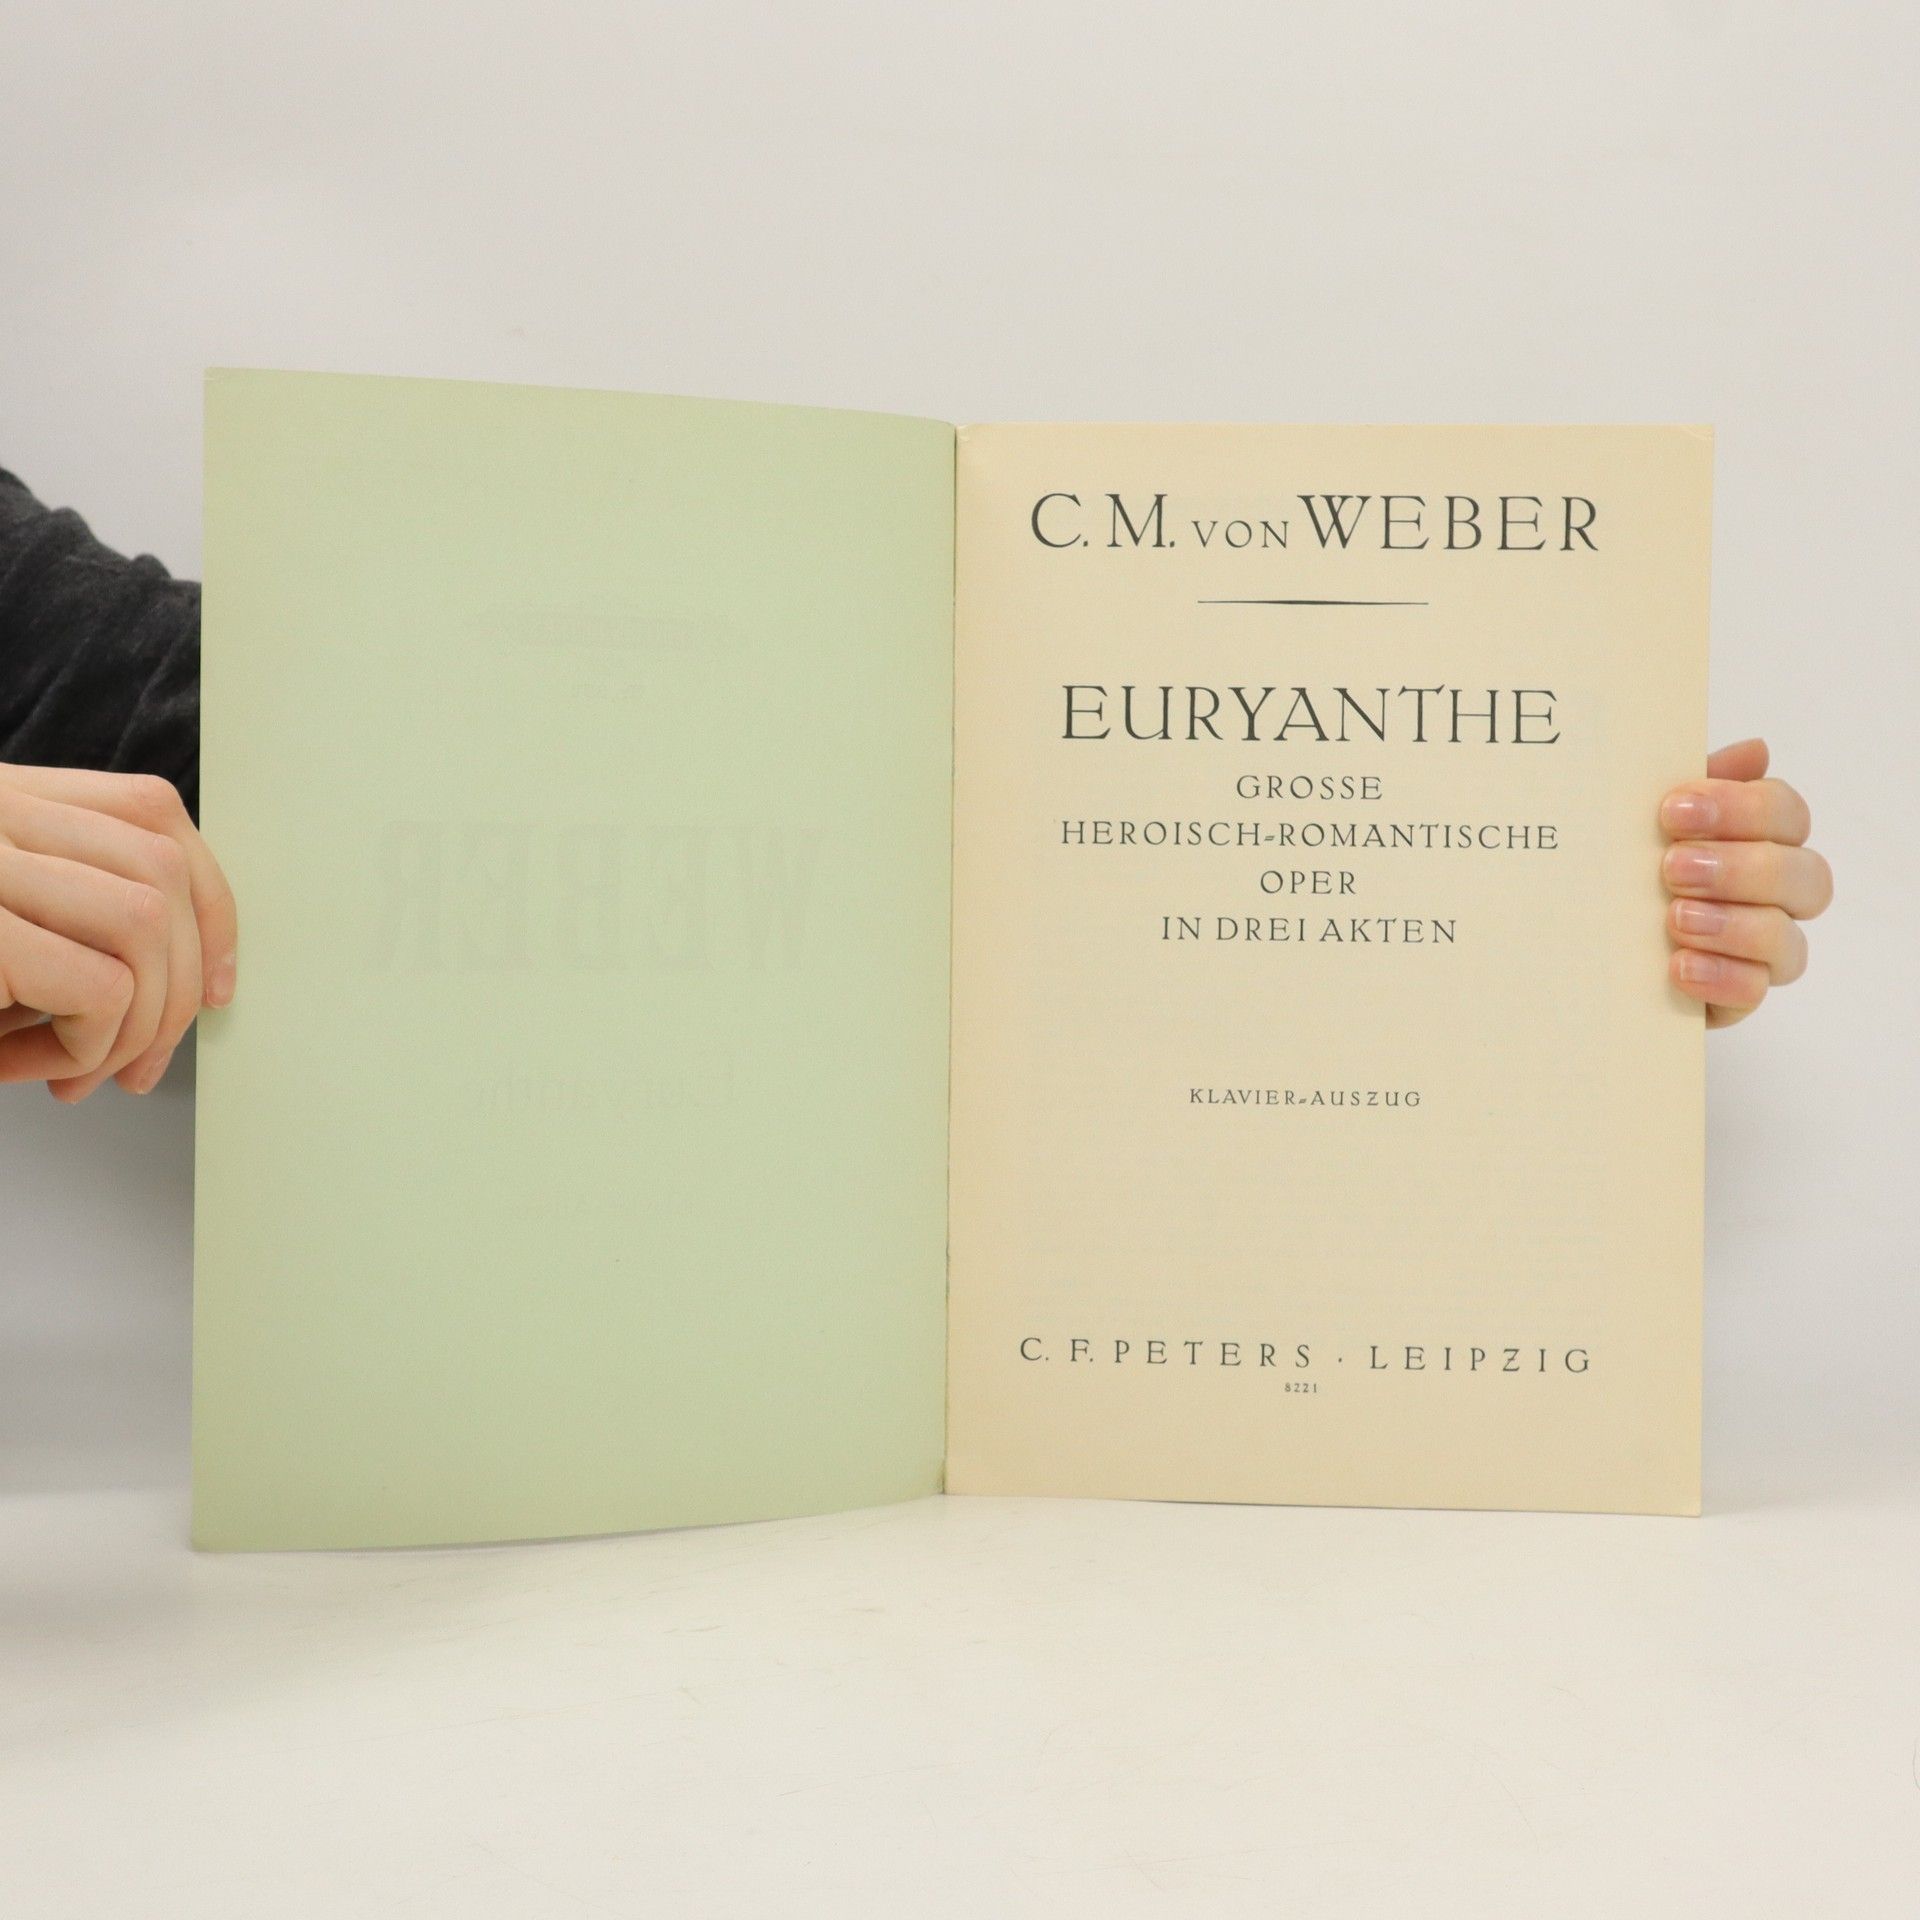 C. M. VON WEBER
EURYANTHE
GROSSE
HEROISCH-ROMANTISCHE
OPER
IN DREI AKTEN
KLAVIER-AUSZUG
C. F. PETERS · LEIPZIG
8221